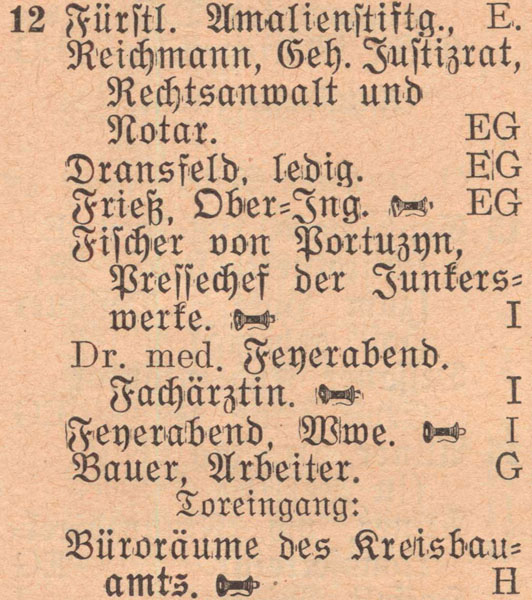 12 Fürstl. Amalienstiftg., E.
Reichmann, Geh. Justizrat,
Rechtsanwalt und
Notar. EG
Dransfeld, ledig. EG
Frieß, Ober-Ing. EG
Fischer von Portuzyn,
Pressechef der Junkers-
werke. I
Dr. med. Feyerabend.
Fachärztin. I
Feyerabend, Wwe. I
Bauer, Arbeiter. G
Toreingang:
Büroräume des Kreisbau-
amts. H